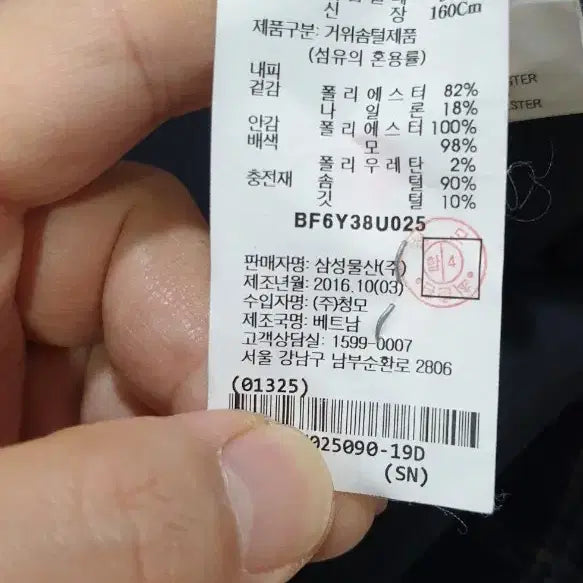 신 장 160Cm
제품구분: 거위솜털제품
(섬유의 혼용률)
내피
겉감 폴리에스터 82%
나 일 론 18%
안감 폴리에스터 100%
배색 모 98%
폴리우레탄 2%
충전재 솜 털 90%
깃 털 10%
BF6Y38U025
판매자명: 삼성물산(주)
제조년월: 2016.10(03)
수입자명: (주)청모
제조국명: 베트남
고객상담실: 1599-0007
서울 강남구 남부순환로 2806
(01325)
025090-19D
(SN)
합 4